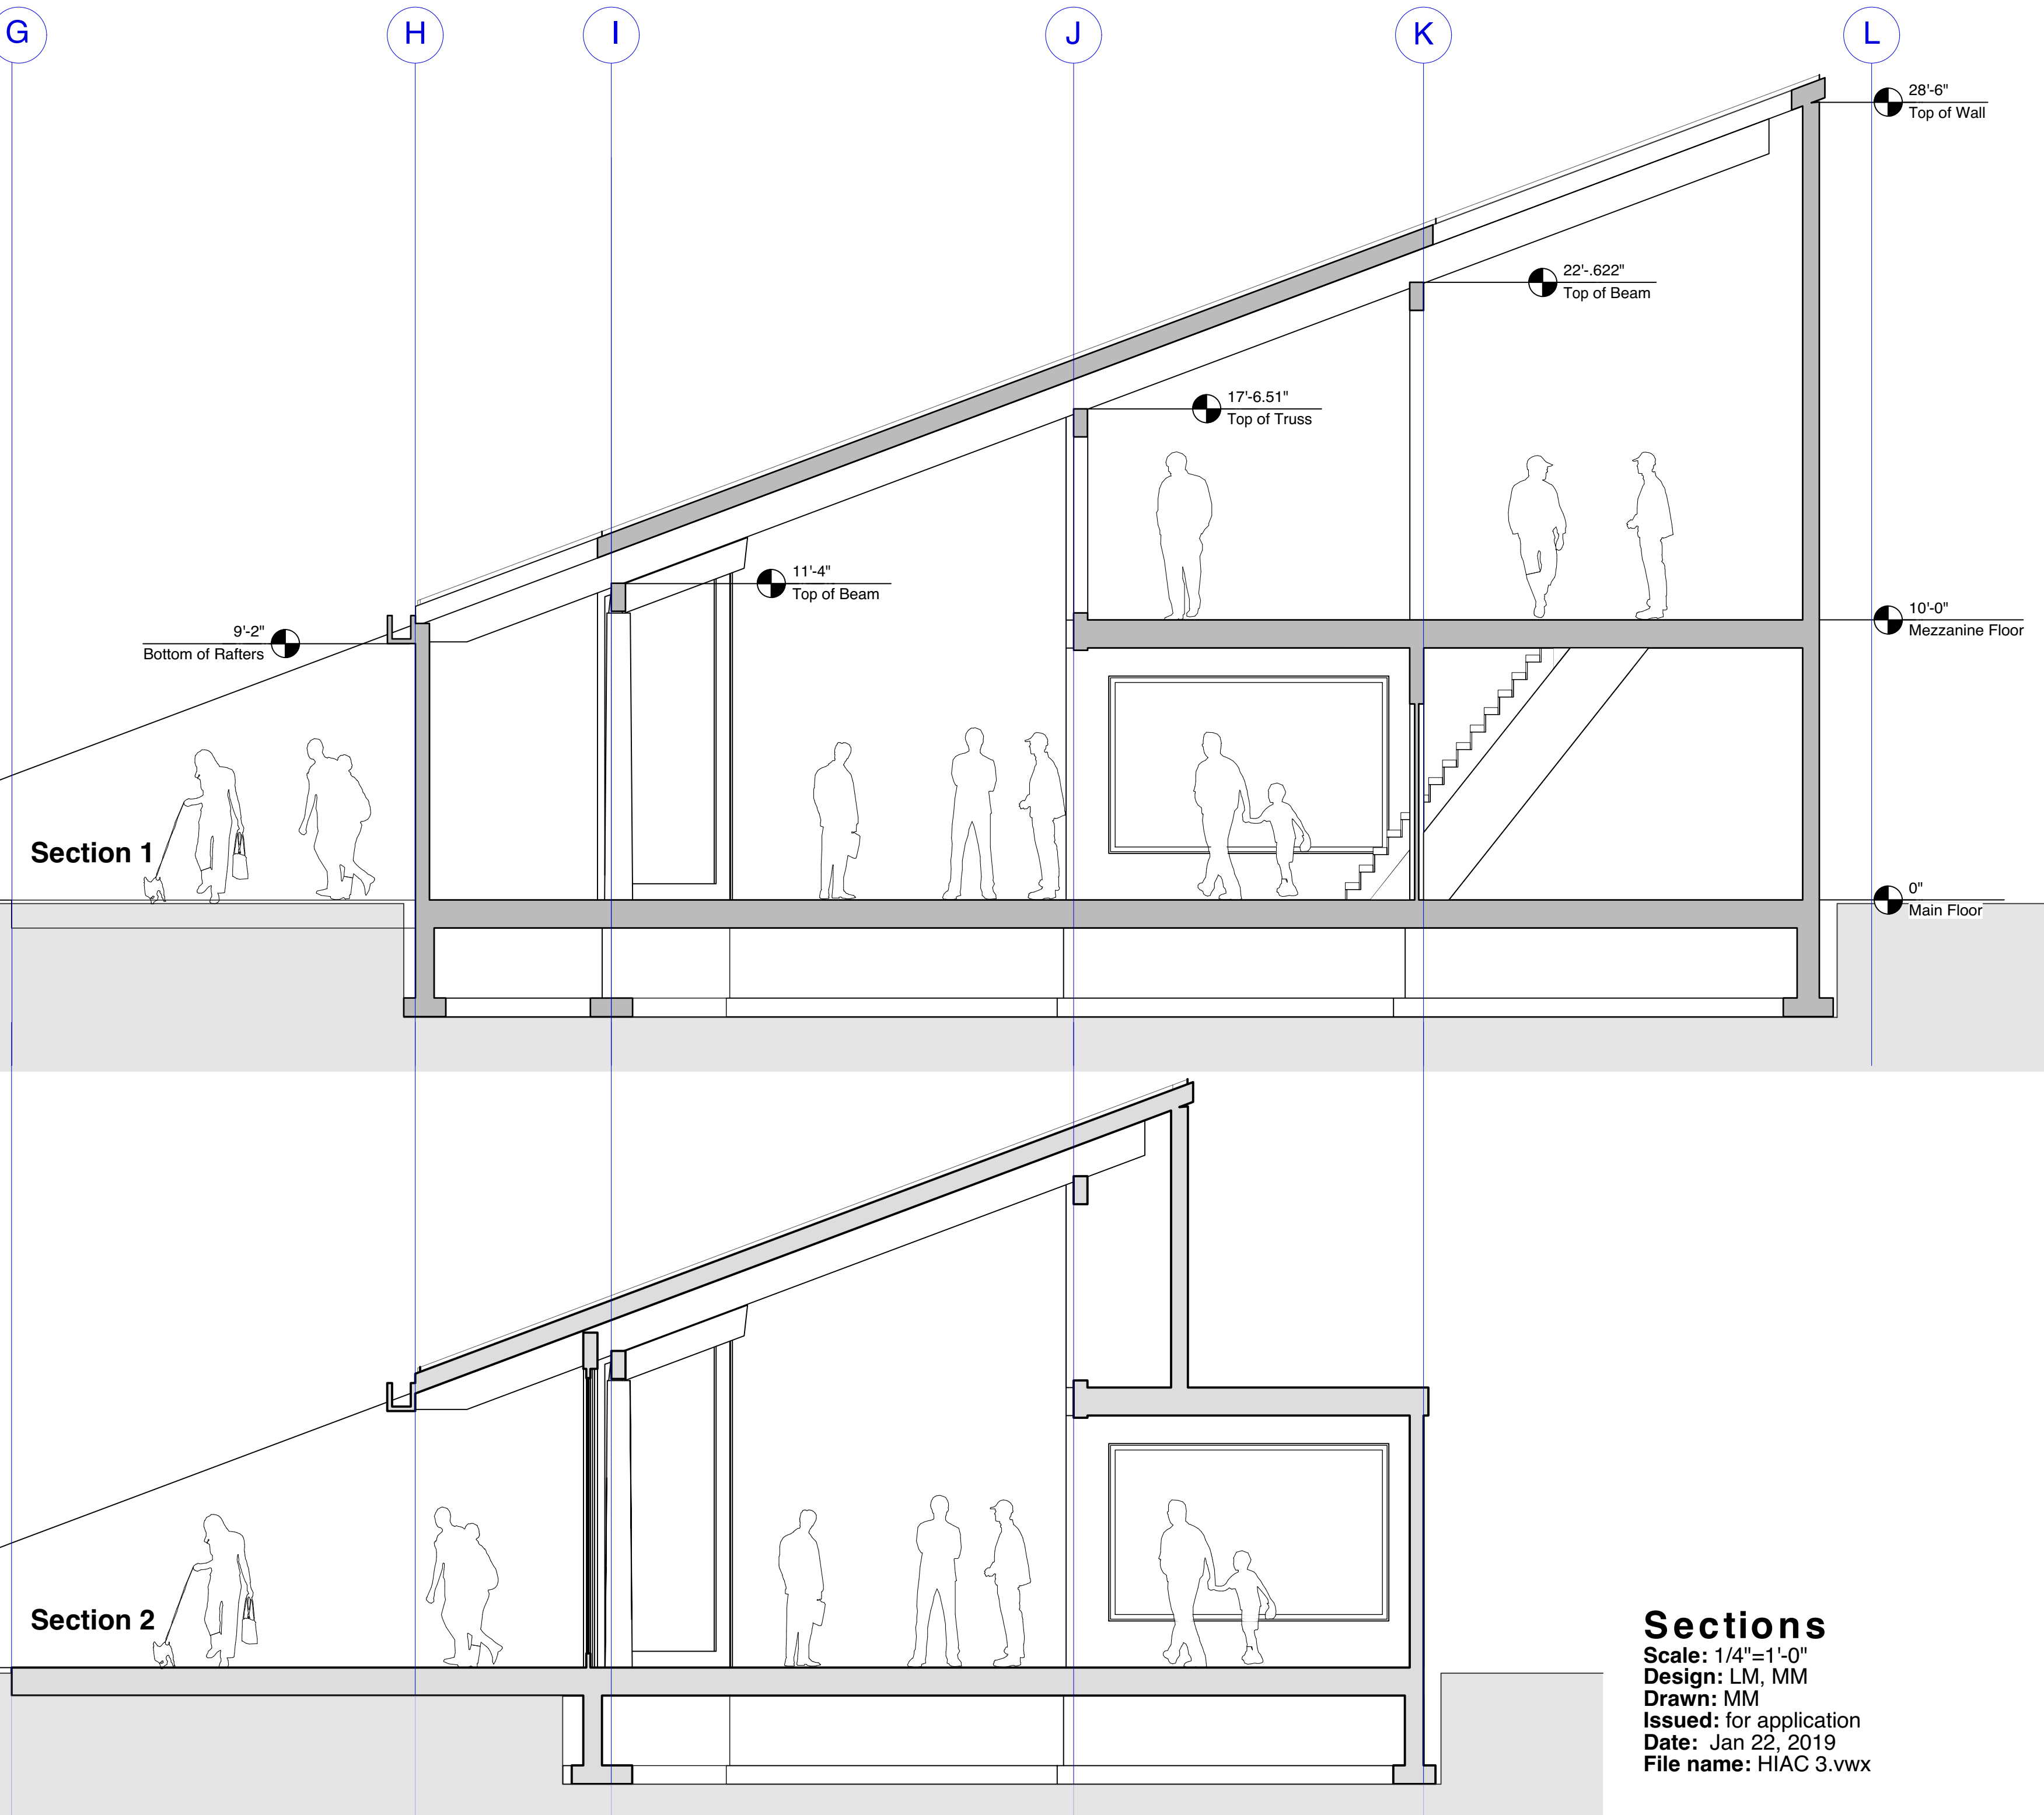 G
H
I
J
K
L
28'-6"
Top of Wall
22'-.622"
Top of Beam
17'-6.51"
Top of Truss
11'-4"
Top of Beam
9'-2"
Bottom of Rafters
10'-0"
Mezzanine Floor
Section 1
0"
Main Floor
Section 2
Sections
Scale: 1/4"=1'-0"
Design: LM, MM
Drawn: MM
Issued: for application
Date: Jan 22, 2019
File name: HIAC 3.vwx